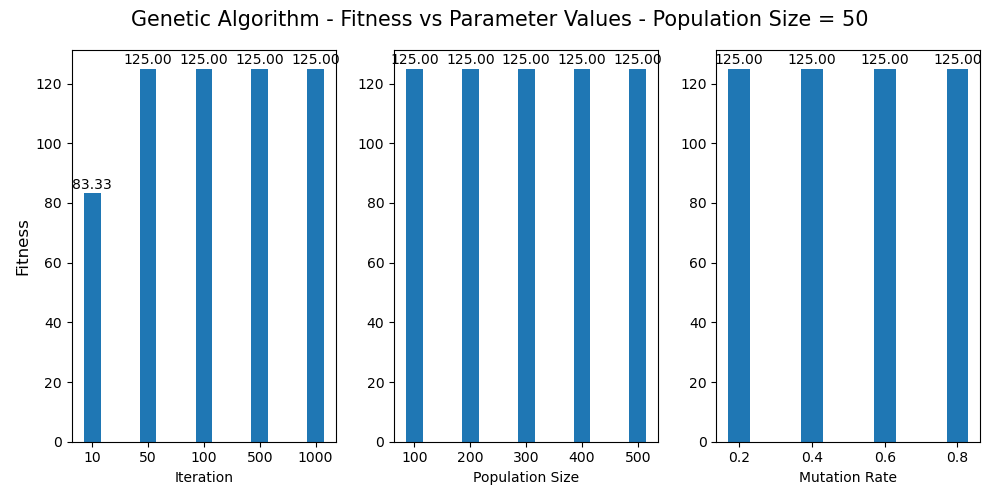 Genetic Algorithm - Fitness vs Parameter Values - Population Size = 50
Fitness
125.00 125.00 125.00 125.00
83.33
120
100
80
60
40
20
0
10 50 100 500 1000
Iteration
125.00 125.00 125.00 125.00 125.00
120
100
80
60
40
20
0
100 200 300 400 500
Population Size
125.00 125.00 125.00 125.00
120
100
80
60
40
20
0
0.2 0.4 0.6 0.8
Mutation Rate